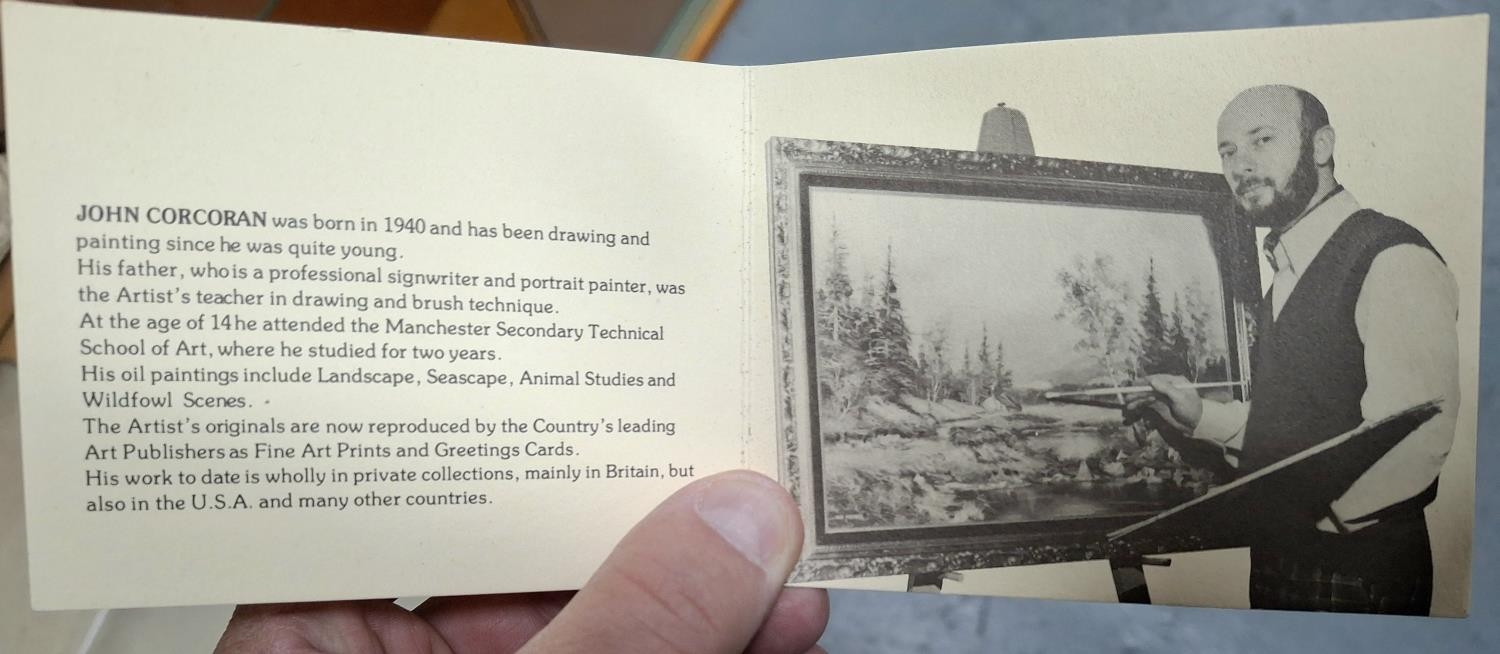 JOHN CORCORAN was born in 1940 and has been drawing and
painting since he was quite young.
His father, who is a professional signwriter and portrait painter, was
the Artist's teacher in drawing and brush technique.
At the age of 14 he attended the Manchester Secondary Technical
School of Art, where he studied for two years.
His oil paintings include Landscape, Seascape, Animal Studies and
Wildfowl Scenes.
The Artist's originals are now reproduced by the Country's leading
Art Publishers as Fine Art Prints and Greetings Cards.
His work to date is wholly in private collections, mainly in Britain, but
also in the U.S.A. and many other countries.